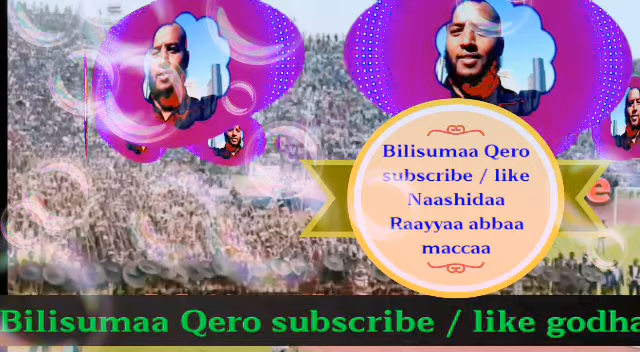 Bilisumaa Qero
subscribe / like
Naashidaa
Raayyaa abbaa
maccaa
e
Bilisumaa Qero subscribe / like godha